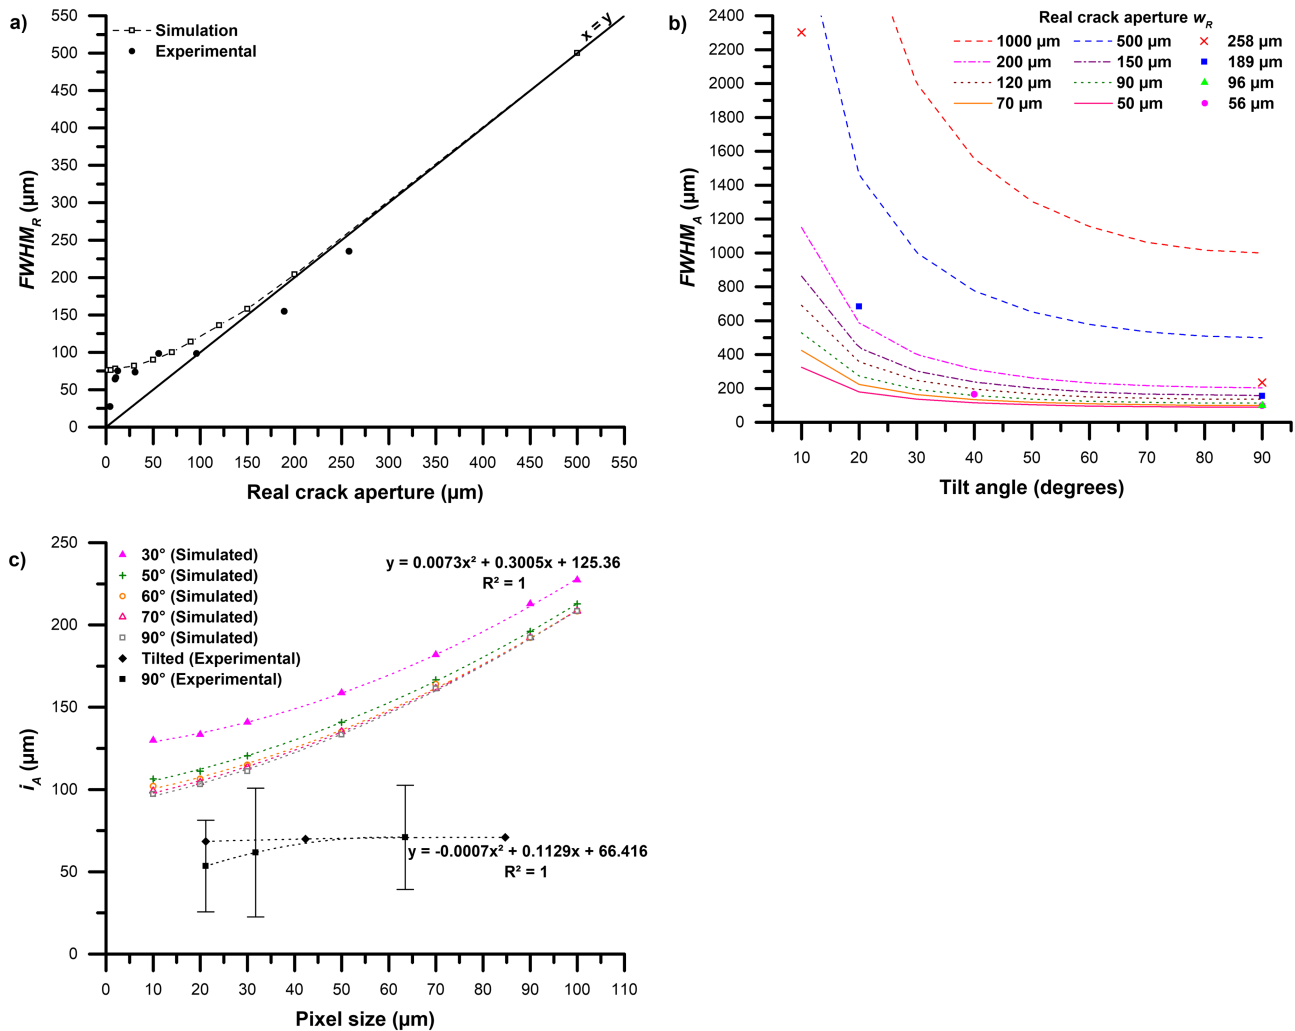 a)
Simulation
Experimental
x = y
550
500
450
400
350
300
250
200
150
100
50
0
FWHM_R (µm)
0 50 100 150 200 250 300 350 400 450 500 550
Real crack aperture (µm)
b)
Real crack aperture w_R
1000 µm 500 µm 258 µm
200 µm 150 µm 189 µm
120 µm 90 µm 96 µm
70 µm 50 µm 56 µm
2400
2200
2000
1800
1600
1400
1200
1000
800
600
400
200
0
FWHM_A (µm)
10 20 30 40 50 60 70 80 90
Tilt angle (degrees)
c)
30° (Simulated)
50° (Simulated)
60° (Simulated)
70° (Simulated)
90° (Simulated)
Tilted (Experimental)
90° (Experimental)
y = 0.0073x² + 0.3005x + 125.36
R² = 1
y = -0.0007x² + 0.1129x + 66.416
R² = 1
250
200
150
100
50
0
i_A (µm)
0 10 20 30 40 50 60 70 80 90 100 110
Pixel size (µm)